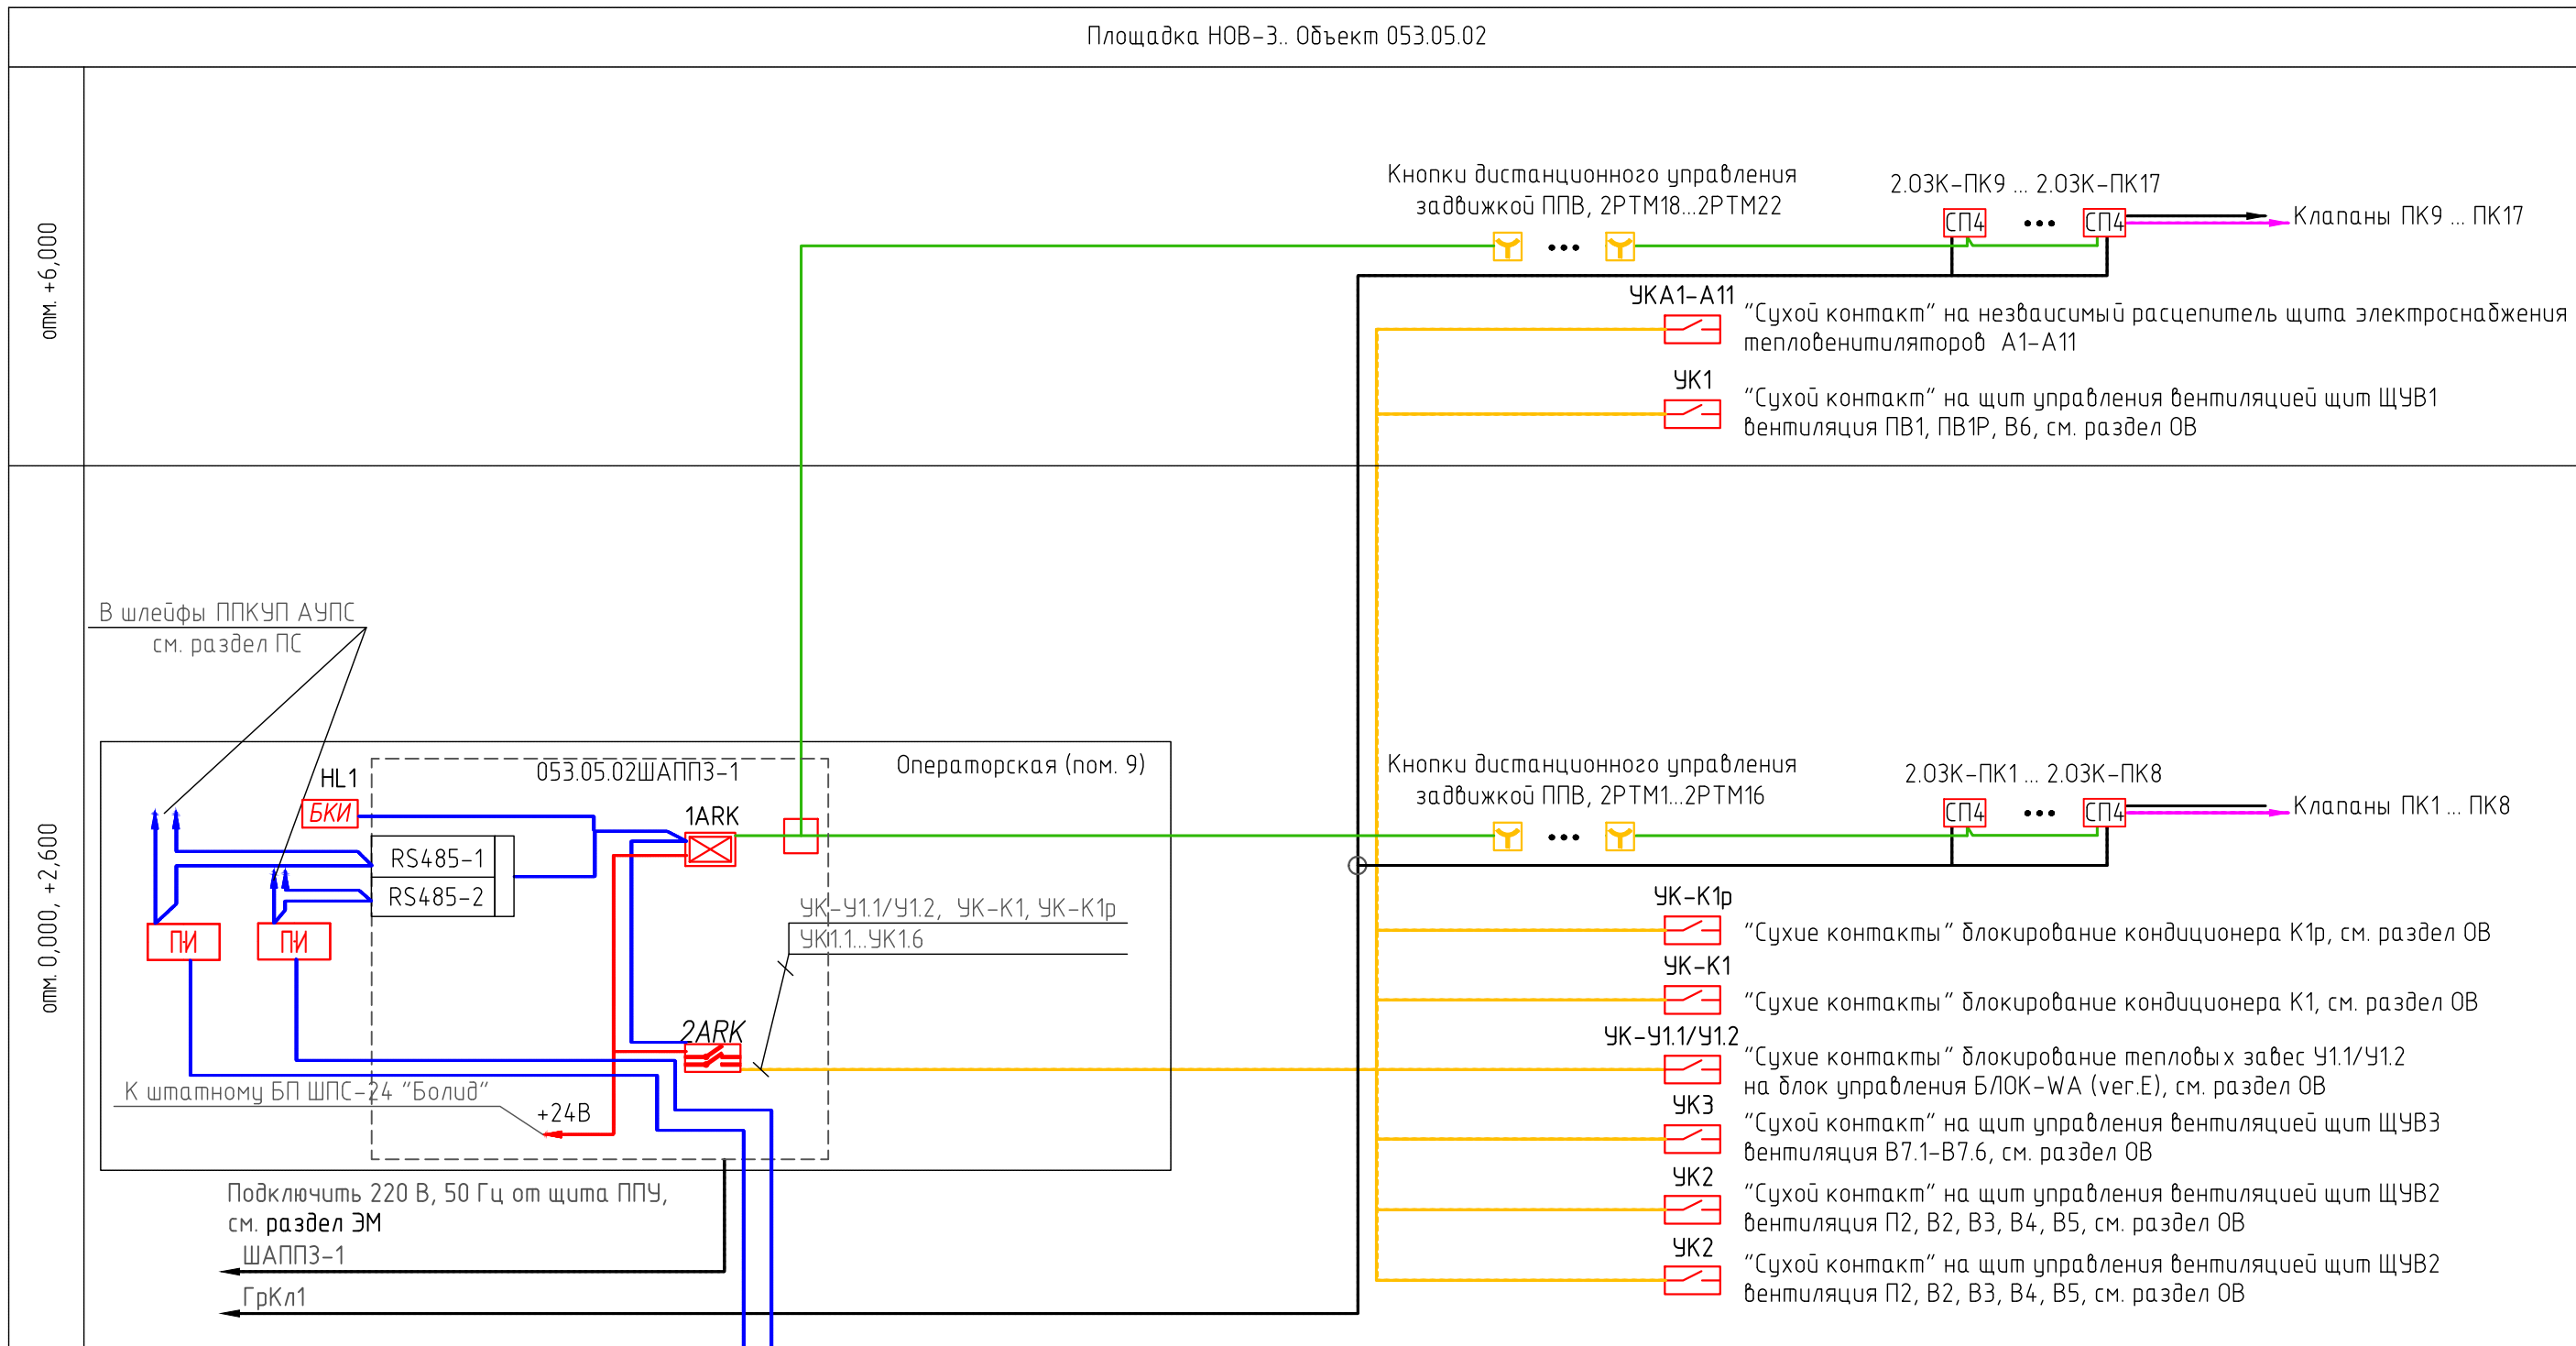 Площадка НОВ-3.. Объект 053.05.02
отм. +6,000
Кнопки дистанционного управления
задвижкой ППВ, 2РТМ18...2РТМ22
2.ОЗК-ПК9 ... 2.ОЗК-ПК17
СП4
СП4
Клапаны ПК9 ... ПК17
УКА1-А11
"Сухой контакт" на незваисимый расцепитель щита электроснабжения
тепловенитиляторов А1-А11
УК1
"Сухой контакт" на щит управления вентиляцией щит ЩУВ1
вентиляция ПВ1, ПВ1Р, В6, см. раздел ОВ
отм. 0,000, +2,600
В шлейфы ППКУП АУПС
см. раздел ПС
Операторская (пом. 9)
053.05.02ШАППЗ-1
HL1
БКИ
1ARK
RS485-1
RS485-2
ПИ
ПИ
УК-У1.1/У1.2, УК-К1, УК-К1р
УК1.1...УК1.6
2ARK
К штатному БП ШПС-24 "Болид"
+24В
Подключить 220 В, 50 Гц от щита ППУ,
см. раздел ЭМ
ШАППЗ-1
ГрКл1
Кнопки дистанционного управления
задвижкой ППВ, 2РТМ1...2РТМ16
2.ОЗК-ПК1 ... 2.ОЗК-ПК8
СП4
СП4
Клапаны ПК1 ... ПК8
УК-К1р
"Сухие контакты" блокирование кондиционера К1р, см. раздел ОВ
УК-К1
"Сухие контакты" блокирование кондиционера К1, см. раздел ОВ
УК-У1.1/У1.2
"Сухие контакты" блокирование тепловых завес У1.1/У1.2
на блок управления БЛОК-WA (ver.E), см. раздел ОВ
УК3
"Сухой контакт" на щит управления вентиляцией щит ЩУВ3
вентиляция В7.1-В7.6, см. раздел ОВ
УК2
"Сухой контакт" на щит управления вентиляцией щит ЩУВ2
вентиляция П2, В2, В3, В4, В5, см. раздел ОВ
УК2
"Сухой контакт" на щит управления вентиляцией щит ЩУВ2
вентиляция П2, В2, В3, В4, В5, см. раздел ОВ